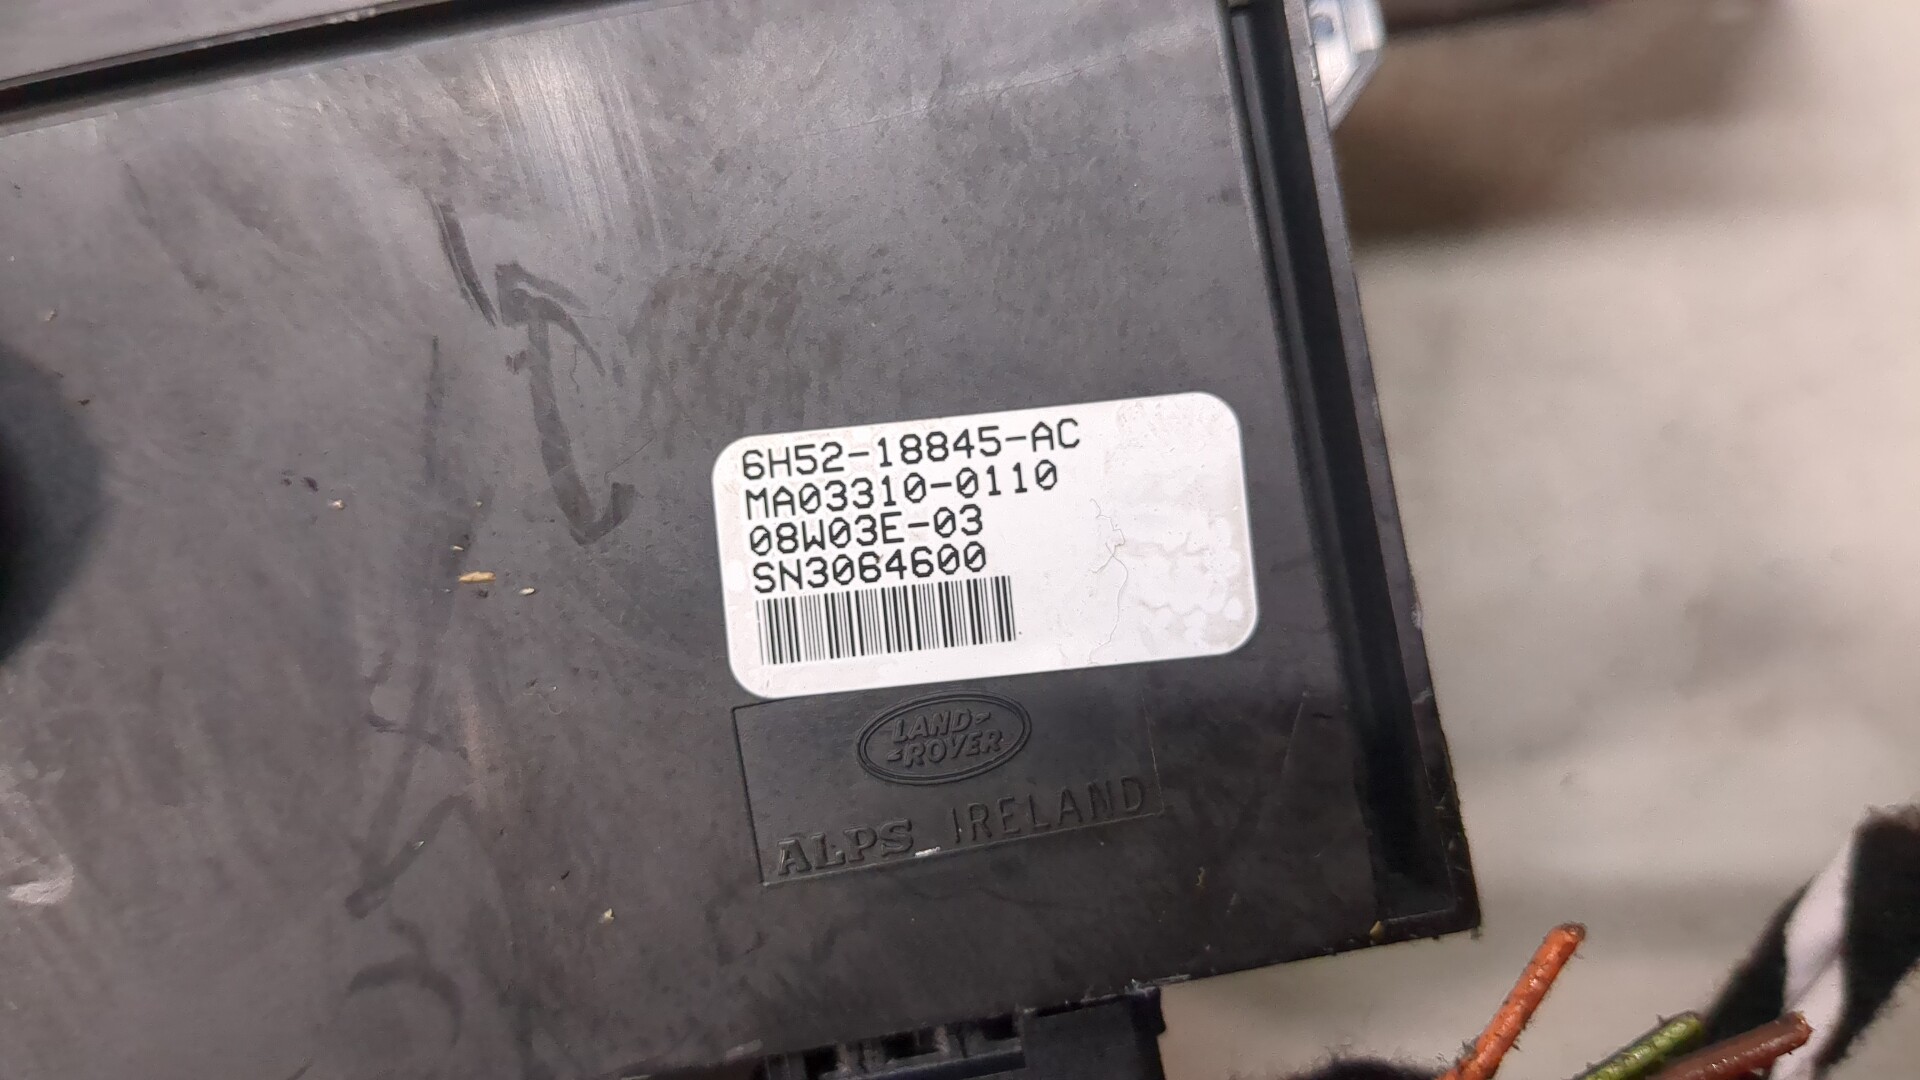 6H52-18845-AC
MA03310-0110
08W03E-03
SN3064600
LAND-
-ROVER
ALPS IRELAND